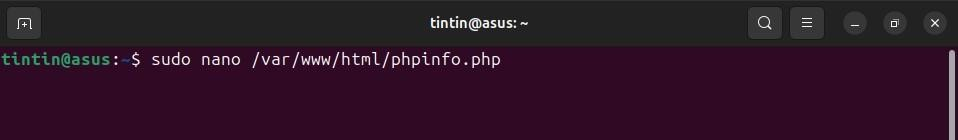 tintin@asus: ~
tintin@asus:~$ sudo nano /var/www/html/phpinfo.php